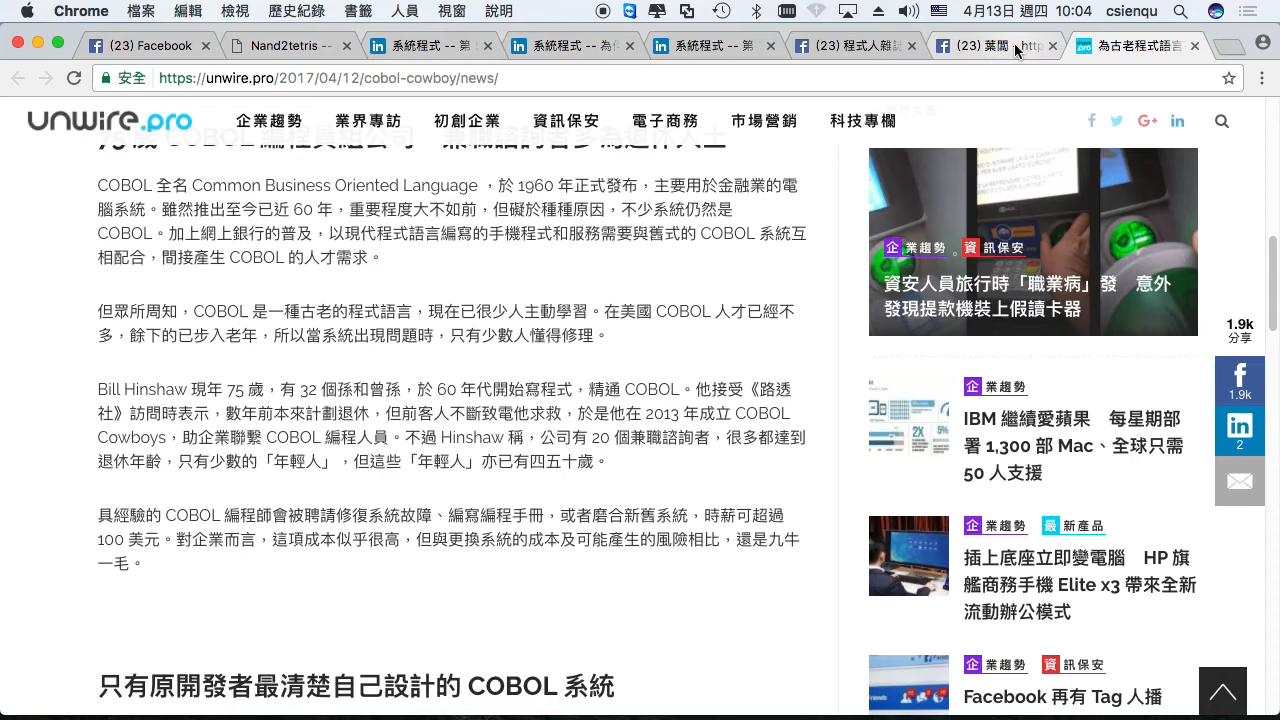 Chrome 檔案 編輯 檢視 歷史紀錄 書籤 人員 視窗 說明 4月13日 週四 10:04 csienqu
(23) Facebook
Nand2tetris --
系統程式 -- 第
系統程式 -- 為什
系統程式 -- 第
(23) 程式人雜誌
(23) 葉閶
為古老程式語言
安全 https://unwire.pro/2017/04/12/cobol-cowboy/news/
unwire.pro 企業趨勢 業界專訪 初創企業 資訊保安 電子商務 市場營銷 科技專欄
COBOL 全名 Common Business Oriented Language ,於 1960 年正式發布,主要用於金融業的電
腦系統。雖然推出至今已近 60 年,重要程度大不如前,但礙於種種原因,不少系統仍然是
COBOL。加上網上銀行的普及,以現代程式語言編寫的手機程式和服務需要與舊式的 COBOL 系統互
相配合,間接產生 COBOL 的人才需求。
但眾所周知,COBOL 是一種古老的程式語言,現在已很少人主動學習。在美國 COBOL 人才已經不
多,餘下的已步入老年,所以當系統出現問題時,只有少數人懂得修理。
Bill Hinshaw 現年 75 歲,有 32 個孫和曾孫,於 60 年代開始寫程式,精通 COBOL。他接受《路透
社》訪問時表示,數年前本來計劃退休,但前客人不斷致電他求救,於是他在 2013 年成立 COBOL
Cowboys,助企業聯繫 COBOL 編程人員。不過 Hinshaw 稱,公司有 20 個兼職諮詢者,很多都達到
退休年齡,只有少數的「年輕人」,但這些「年輕人」亦已有四五十歲。
具經驗的 COBOL 編程師會被聘請修復系統故障、編寫編程手冊,或者磨合新舊系統,時薪可超過
100 美元。對企業而言,這項成本似乎很高,但與更換系統的成本及可能產生的風險相比,還是九牛
一毛。
只有原開發者最清楚自己設計的 COBOL 系統
企業趨勢 。資訊保安
資安人員旅行時「職業病」發 意外
發現提款機裝上假讀卡器
企業趨勢
IBM 繼續愛蘋果 每星期部
署 1,300 部 Mac、全球只需
50 人支援
企業趨勢 最新產品
插上底座立即變電腦 HP 旗
艦商務手機 Elite x3 帶來全新
流動辦公模式
企業趨勢 資訊保安
Facebook 再有 Tag 人播
1.9k
分享
1.9k
2